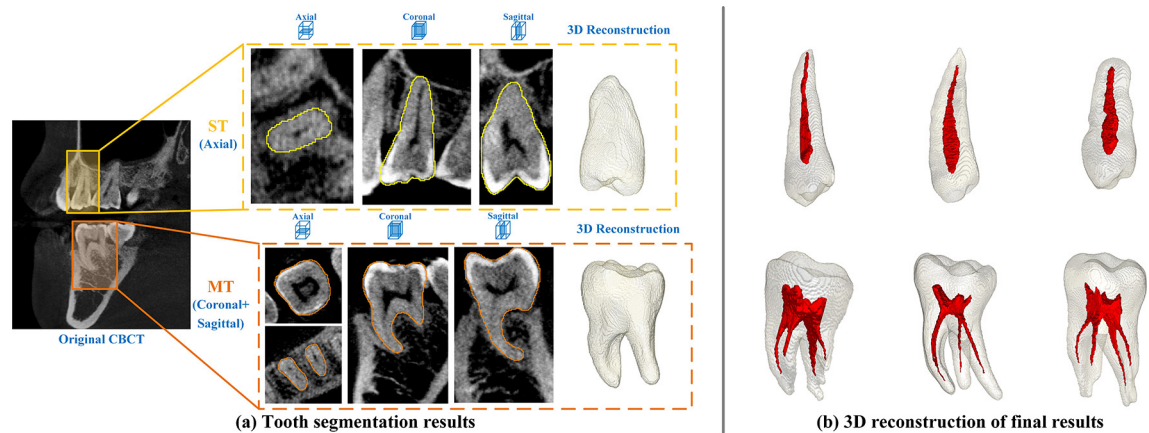 Axial
Coronal
Sagittal
3D Reconstruction
ST
(Axial)
Axial
Coronal
Sagittal
3D Reconstruction
MT
(Coronal+
Sagittal)
Original CBCT
(a) Tooth segmentation results
(b) 3D reconstruction of final results